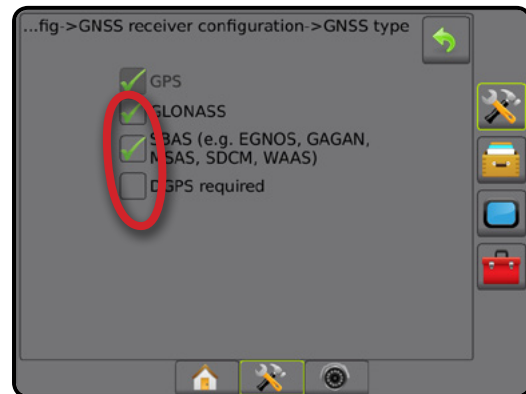 ...fig->GNSS receiver configuration->GNSS type
GPS
GLONASS
SBAS (e.g. EGNOS, GAGAN,
MSAS, SDCM, WAAS)
DGPS required